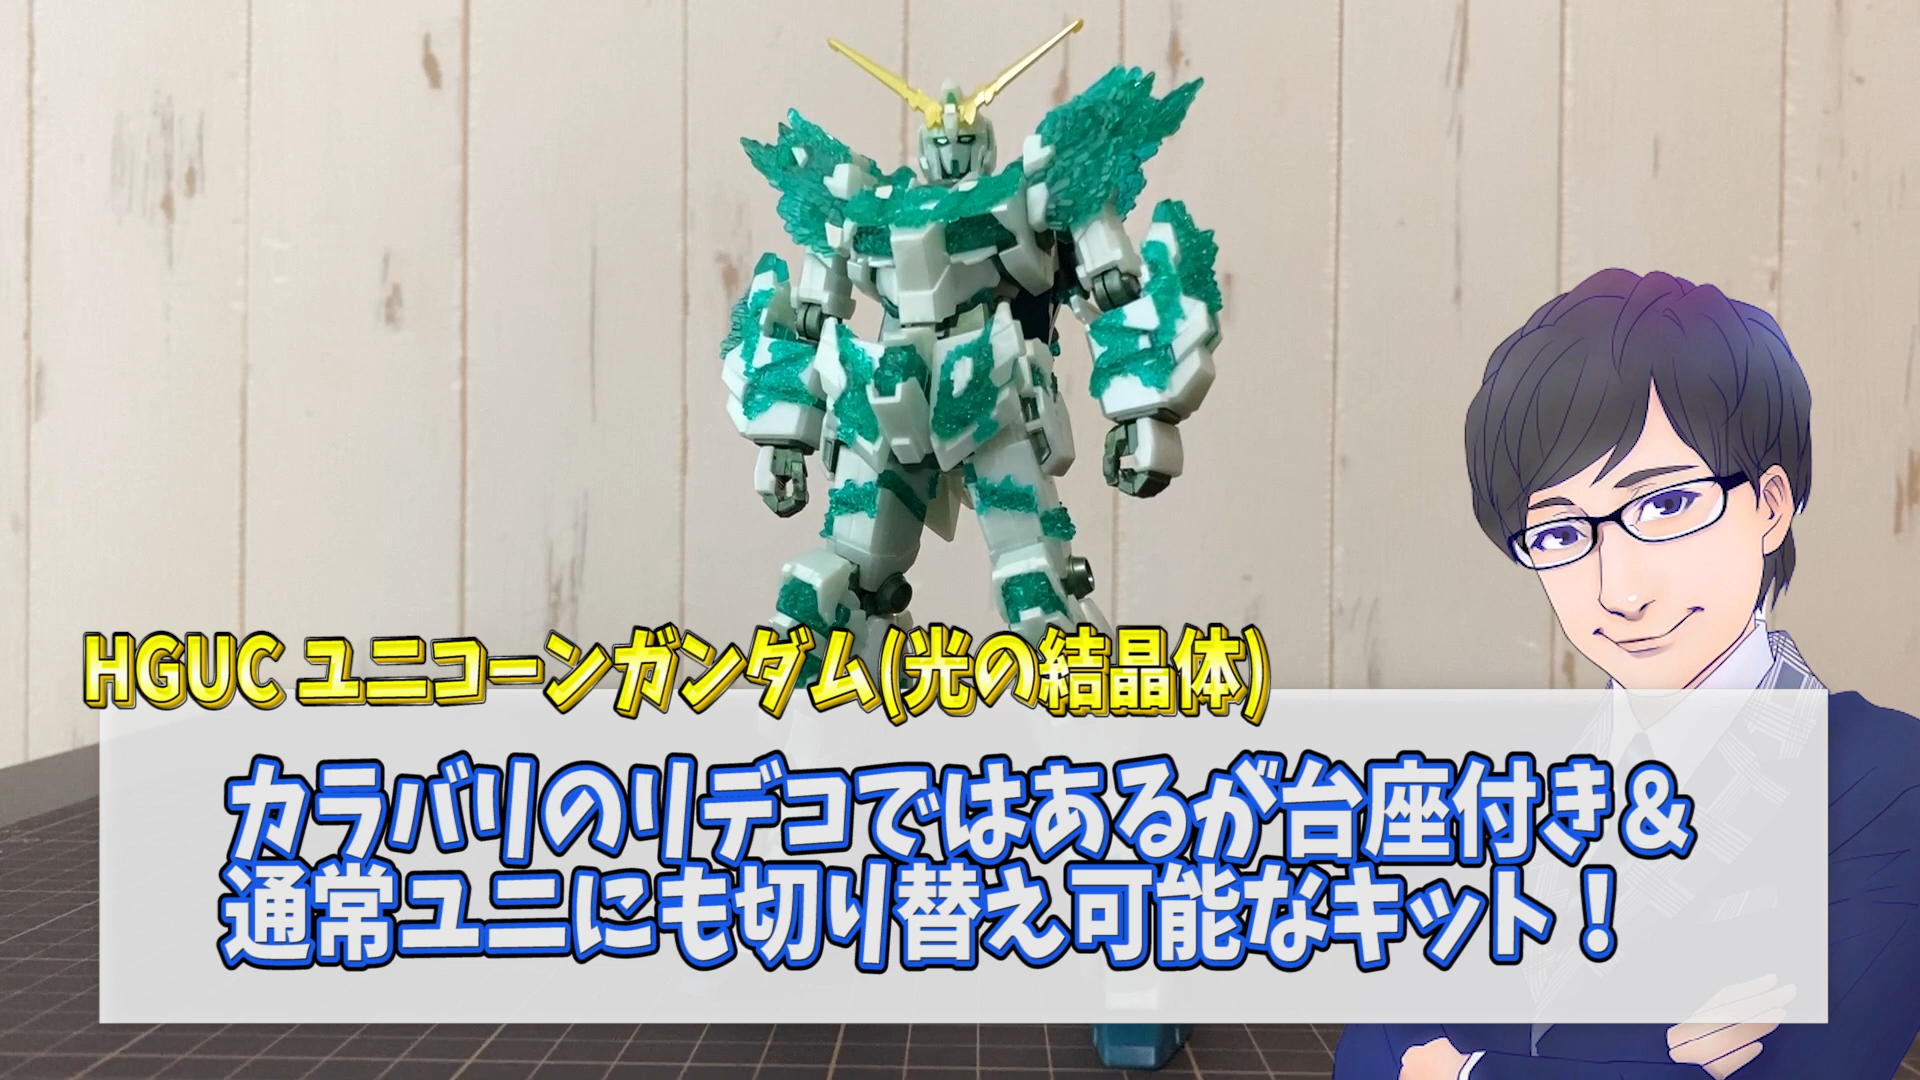 HGUC ユニコーンガンダム(光の結晶体)
カラバリのリデコではあるが台座付き&
通常ユニにも切り替え可能なキット!